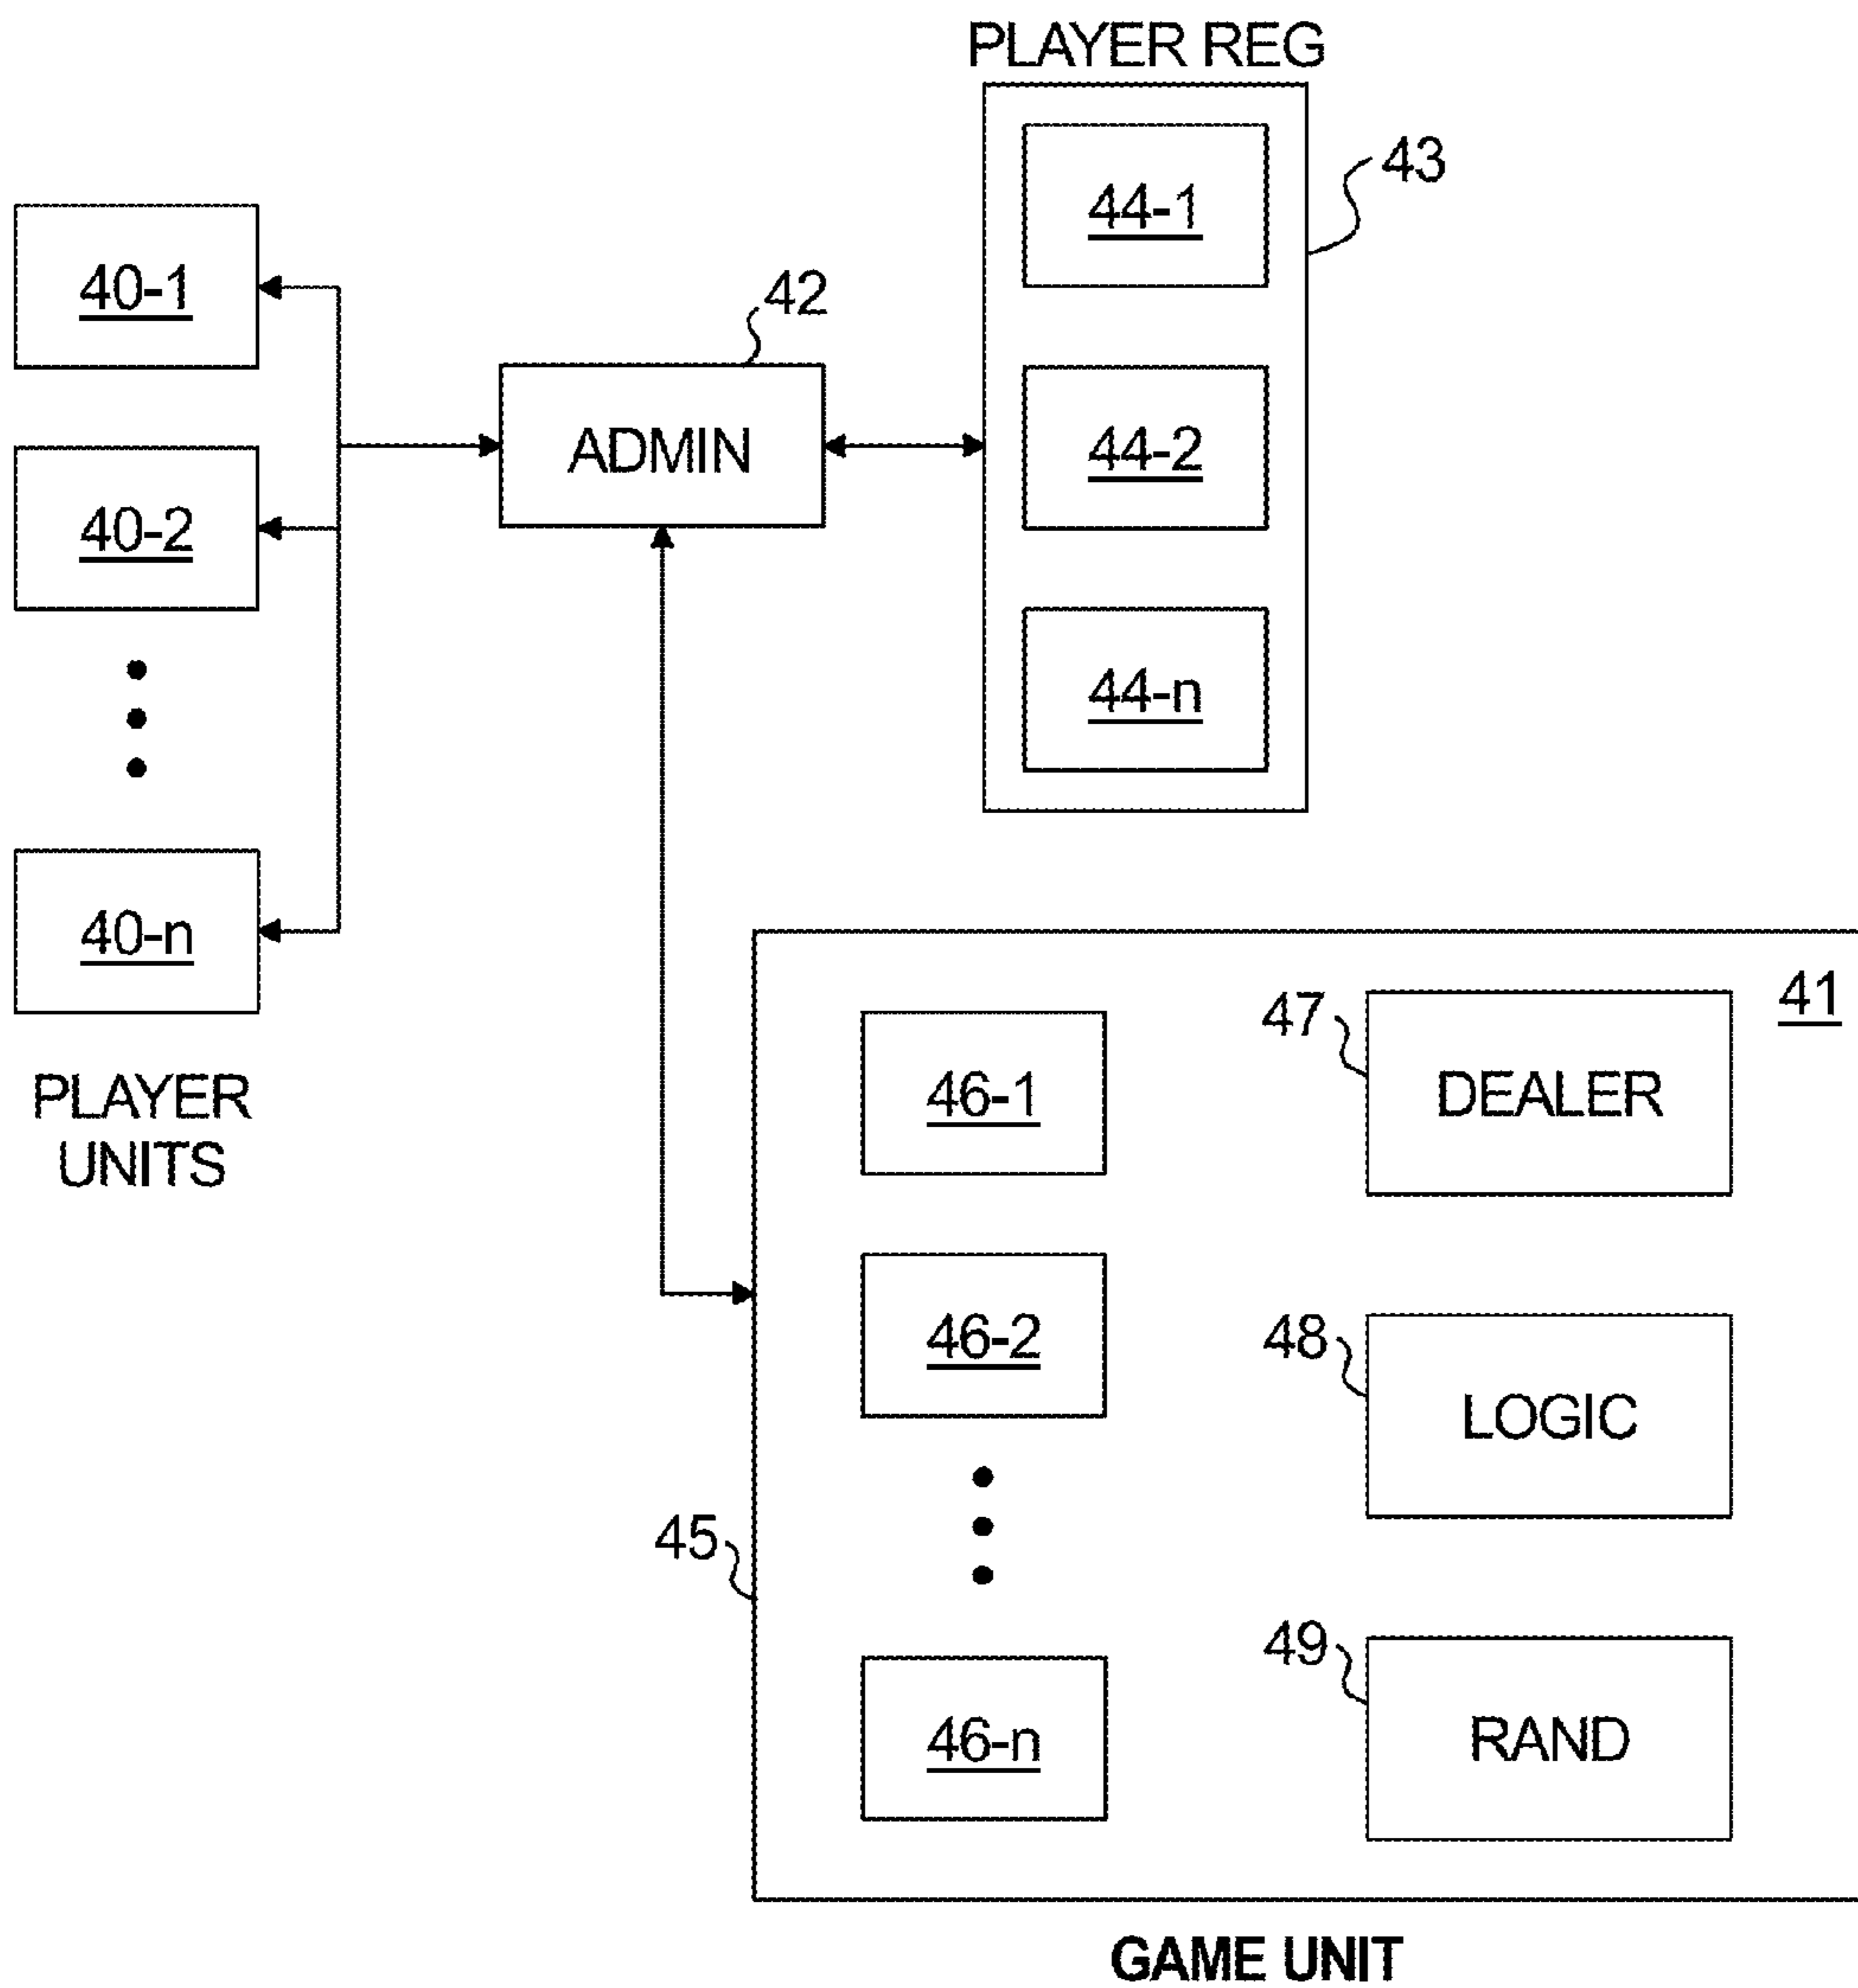 PLAYER REG
44-1
43
40-1
42
ADMIN
44-2
40-2
44-n
40-n
PLAYER
UNITS
41
47
DEALER
46-1
46-2
48
LOGIC
45
49
RAND
46-n
GAME UNIT